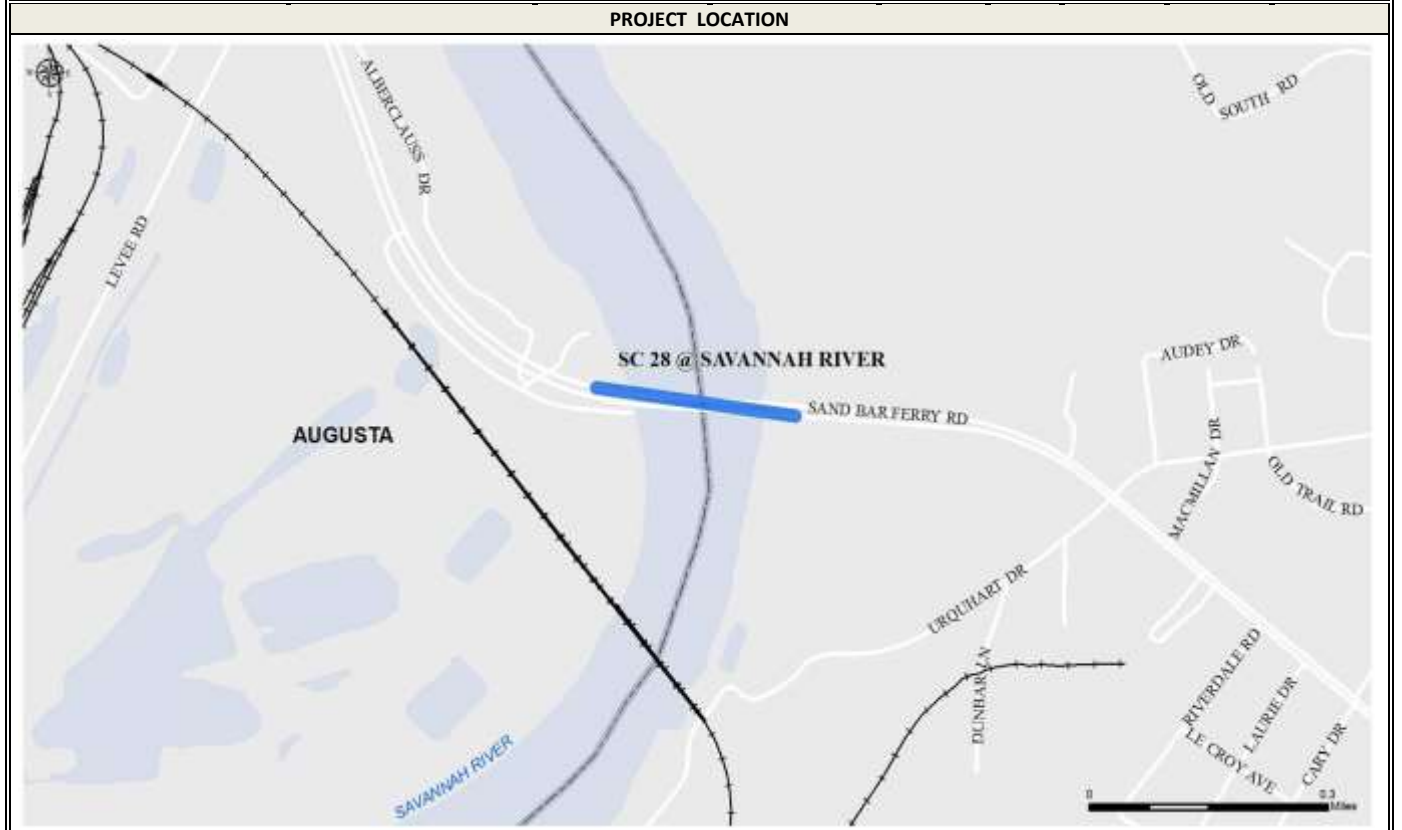 PROJECT LOCATION
ALBERCLAUSS DR
OLD SOUTH RD
LEVEE RD
SC 28 @ SAVANNAH RIVER
AUDEY DR
SAND BAR FERRY RD
AUGUSTA
MACMILLAN DR
OLD TRAIL RD
URQUHART DR
DUNBAR LN
RIVERDALE RD
LAURIE DR
LE CROY AVE
CARY DR
SAVANNAH RIVER
0 0.3
Miles